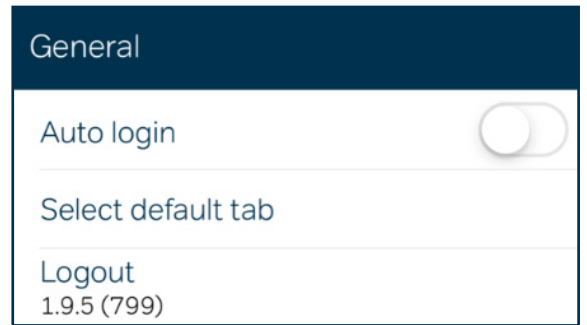 General
Auto login
Select default tab
Logout
1.9.5 (799)